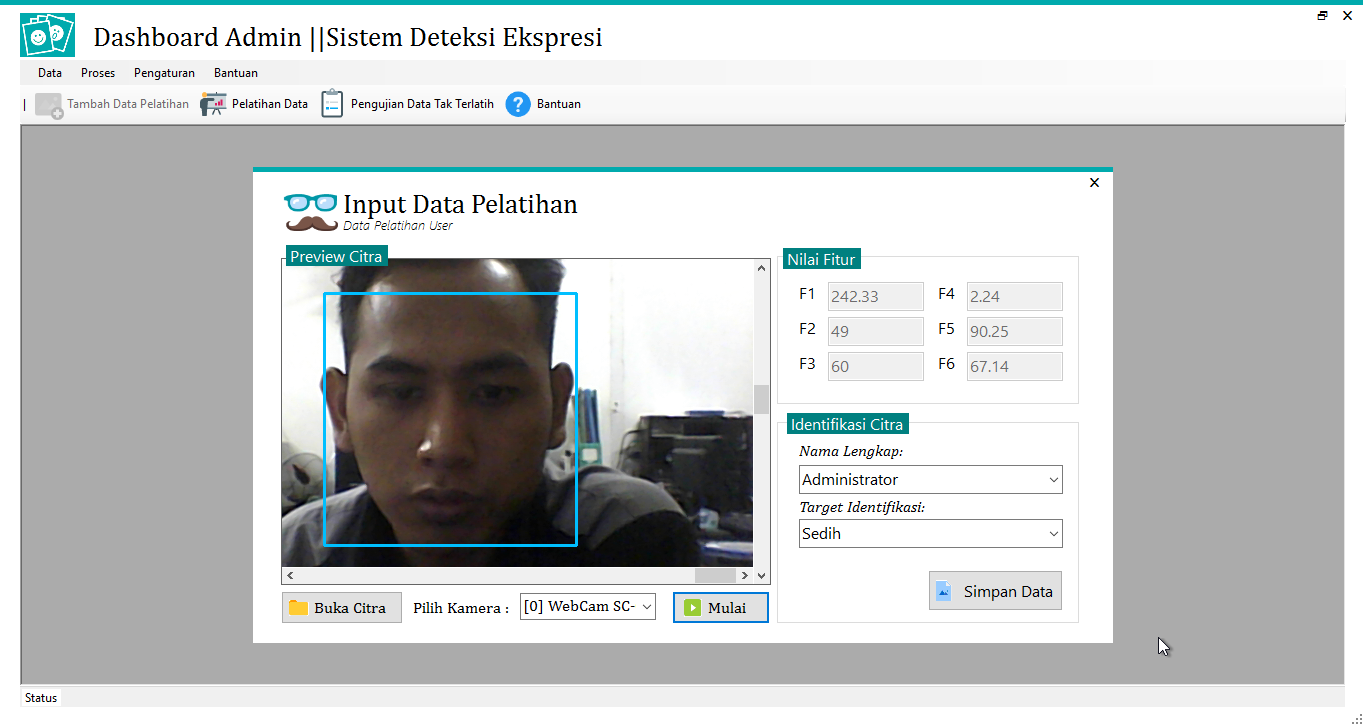 Dashboard Admin ||Sistem Deteksi Ekspresi
Data Proses Pengaturan Bantuan
Tambah Data Pelatihan Pelatihan Data Pengujian Data Tak Terlatih Bantuan
Input Data Pelatihan
Data Pelatihan User
Preview Citra
Nilai Fitur
F1 242.33 F4 2.24
F2 49 F5 90.25
F3 60 F6 67.14
Identifikasi Citra
Nama Lengkap:
Administrator
Target Identifikasi:
Sedih
Simpan Data
Buka Citra Pilih Kamera : [0] WebCam SC- Mulai
Status